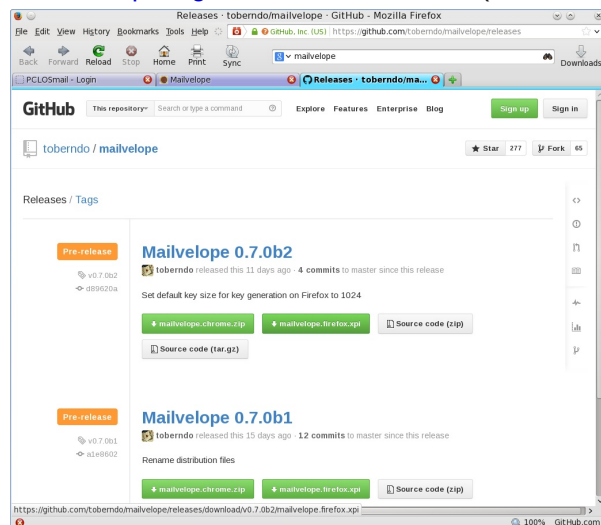 Releases · toberndo/mailvelope · GitHub - Mozilla Firefox
File Edit View History Bookmarks Tools Help GitHub, Inc. (US) https://github.com/toberndo/mailvelope/releases
mailvelope
Back Forward Reload Stop Home Print Sync Downloads
PCLOSmail - Login Mailvelope Releases · toberndo/ma...
GitHub This repository Search or type a command Explore Features Enterprise Blog Sign up Sign in
toberndo / mailvelope Star 277 Fork 65
Releases / Tags
Pre-release Mailvelope 0.7.0b2
v0.7.0b2 toberndo released this 11 days ago · 4 commits to master since this release
d89620a
Set default key size for key generation on Firefox to 1024
mailvelope.chrome.zip mailvelope.firefox.xpi Source code (zip)
Source code (tar.gz)
Pre-release Mailvelope 0.7.0b1
v0.7.0b1 toberndo released this 15 days ago · 12 commits to master since this release
a1e8602
Rename distribution files
mailvelope.chrome.zip mailvelope.firefox.xpi Source code (zip)
https://github.com/toberndo/mailvelope/releases/download/v0.7.0b2/mailvelope.firefox.xpi
100% GitHub.com